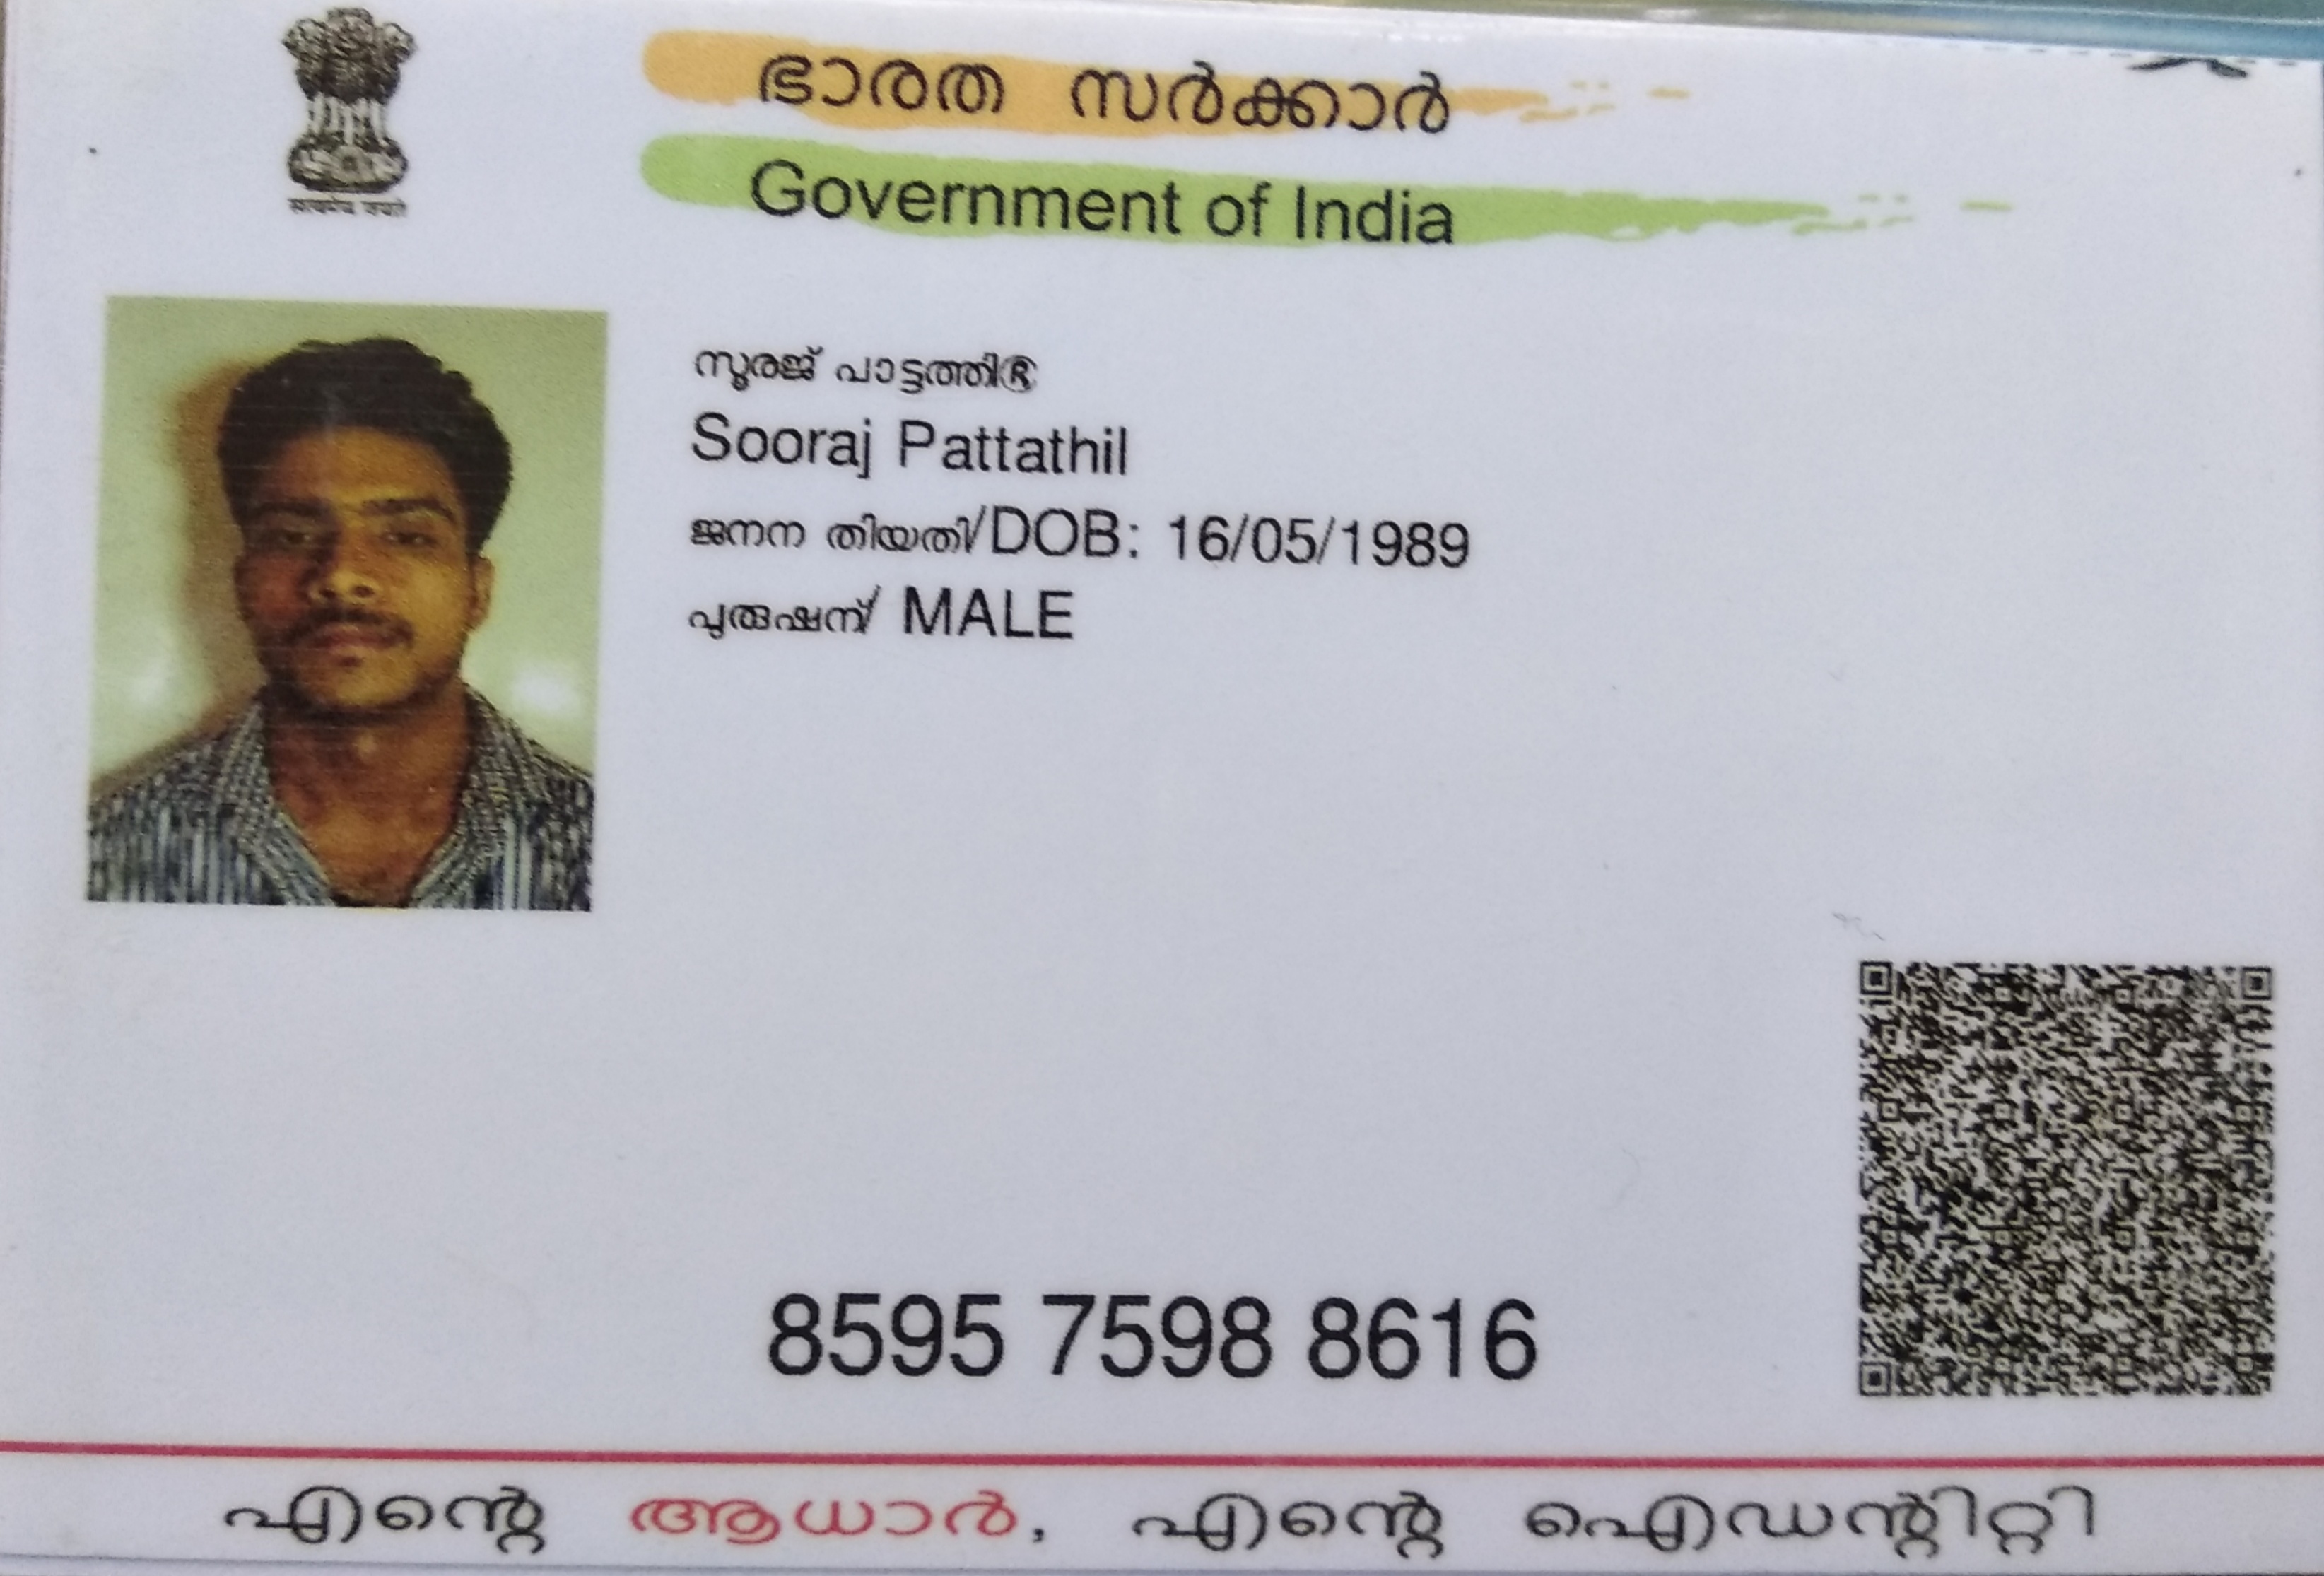 ഭാരത സർക്കാർ
Government of India
सत्यमेव जयते
സൂരജ്
Sooraj Pattathil
ജനന തിയതി/DOB: 16/05/1989
പുരുഷന്/ MALE
8595 7598 8616
എന്റെ ആധാർ, എന്റെ ഐഡന്റിറ്റി